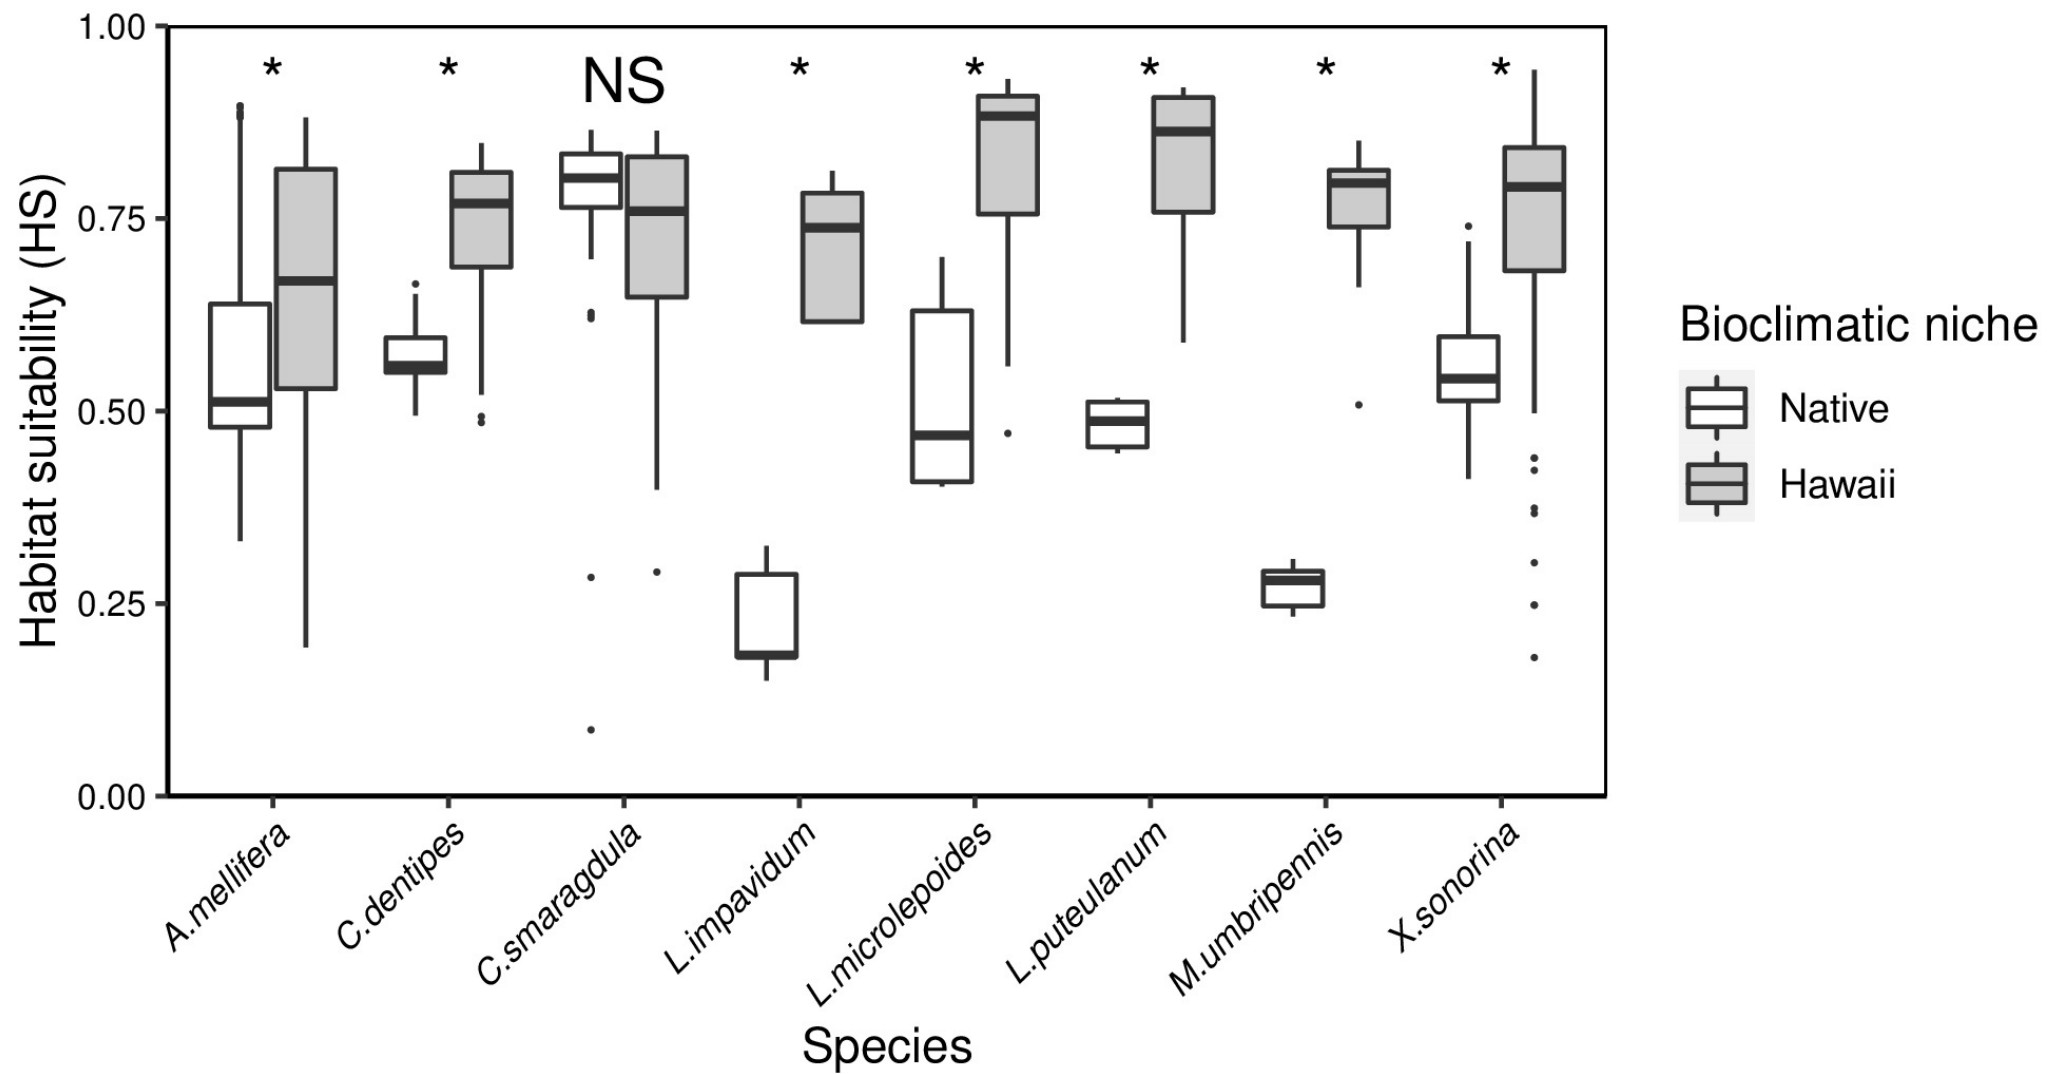 1.00
0.75
0.50
0.25
0.00
Habitat suitability (HS)
* * NS * * * * *
A.mellifera
C.dentipes
C.smaragdula
L.impavidum
L.microlepoides
L.puteulanum
M.umbripennis
X.sonorina
Species
Bioclimatic niche
Native
Hawaii